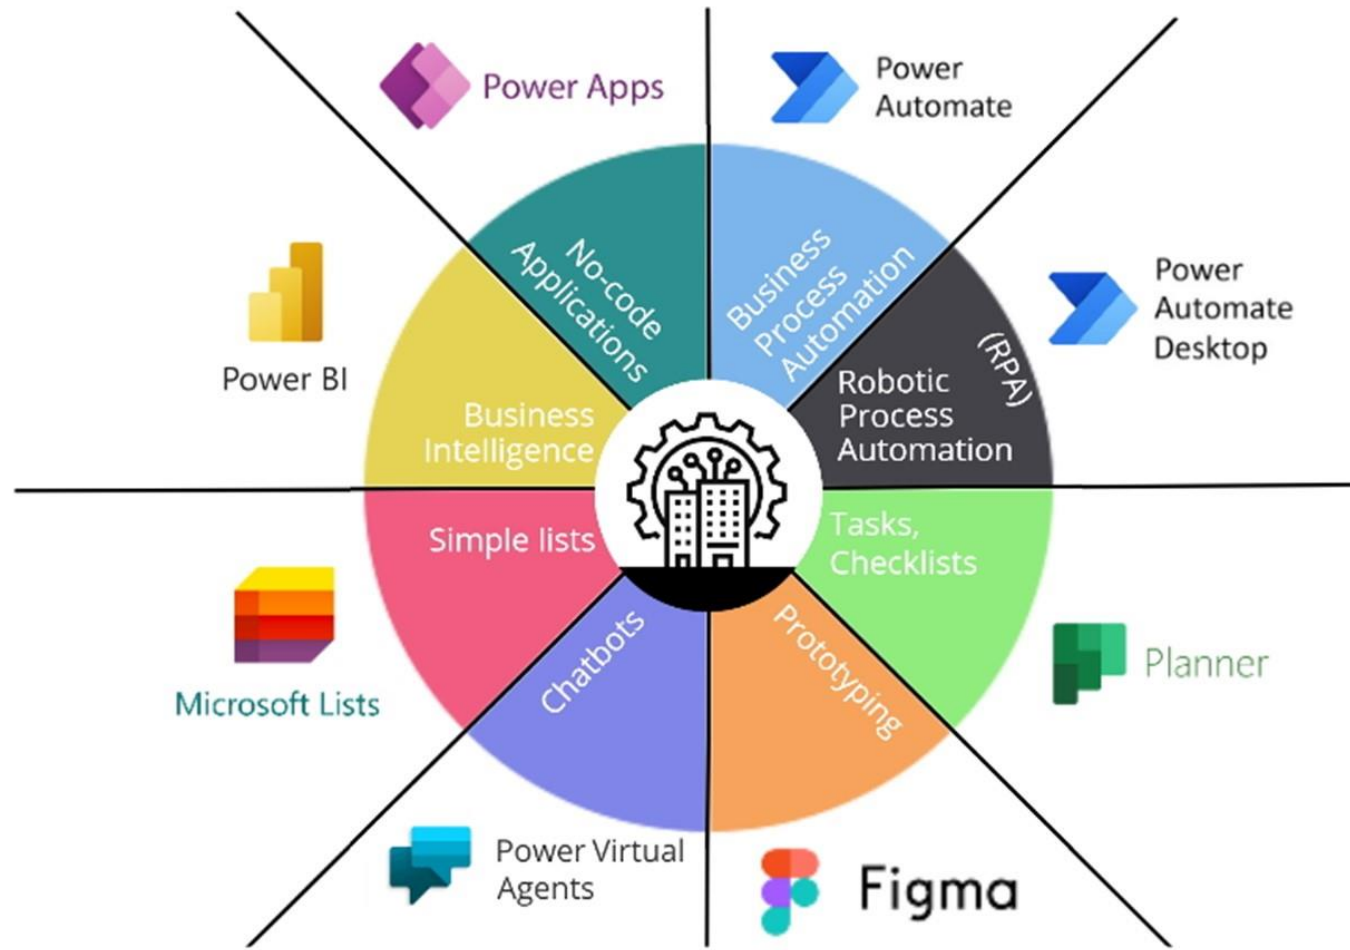 Power Apps
Power
Automate
Power BI
Power
Automate
Desktop
No-code
Applications
Business
Process
Automation
Business
Intelligence
Robotic
Process
Automation
(RPA)
Simple lists
Tasks,
Checklists
Chatbots
Prototyping
Microsoft Lists
Planner
Power Virtual
Agents
Figma